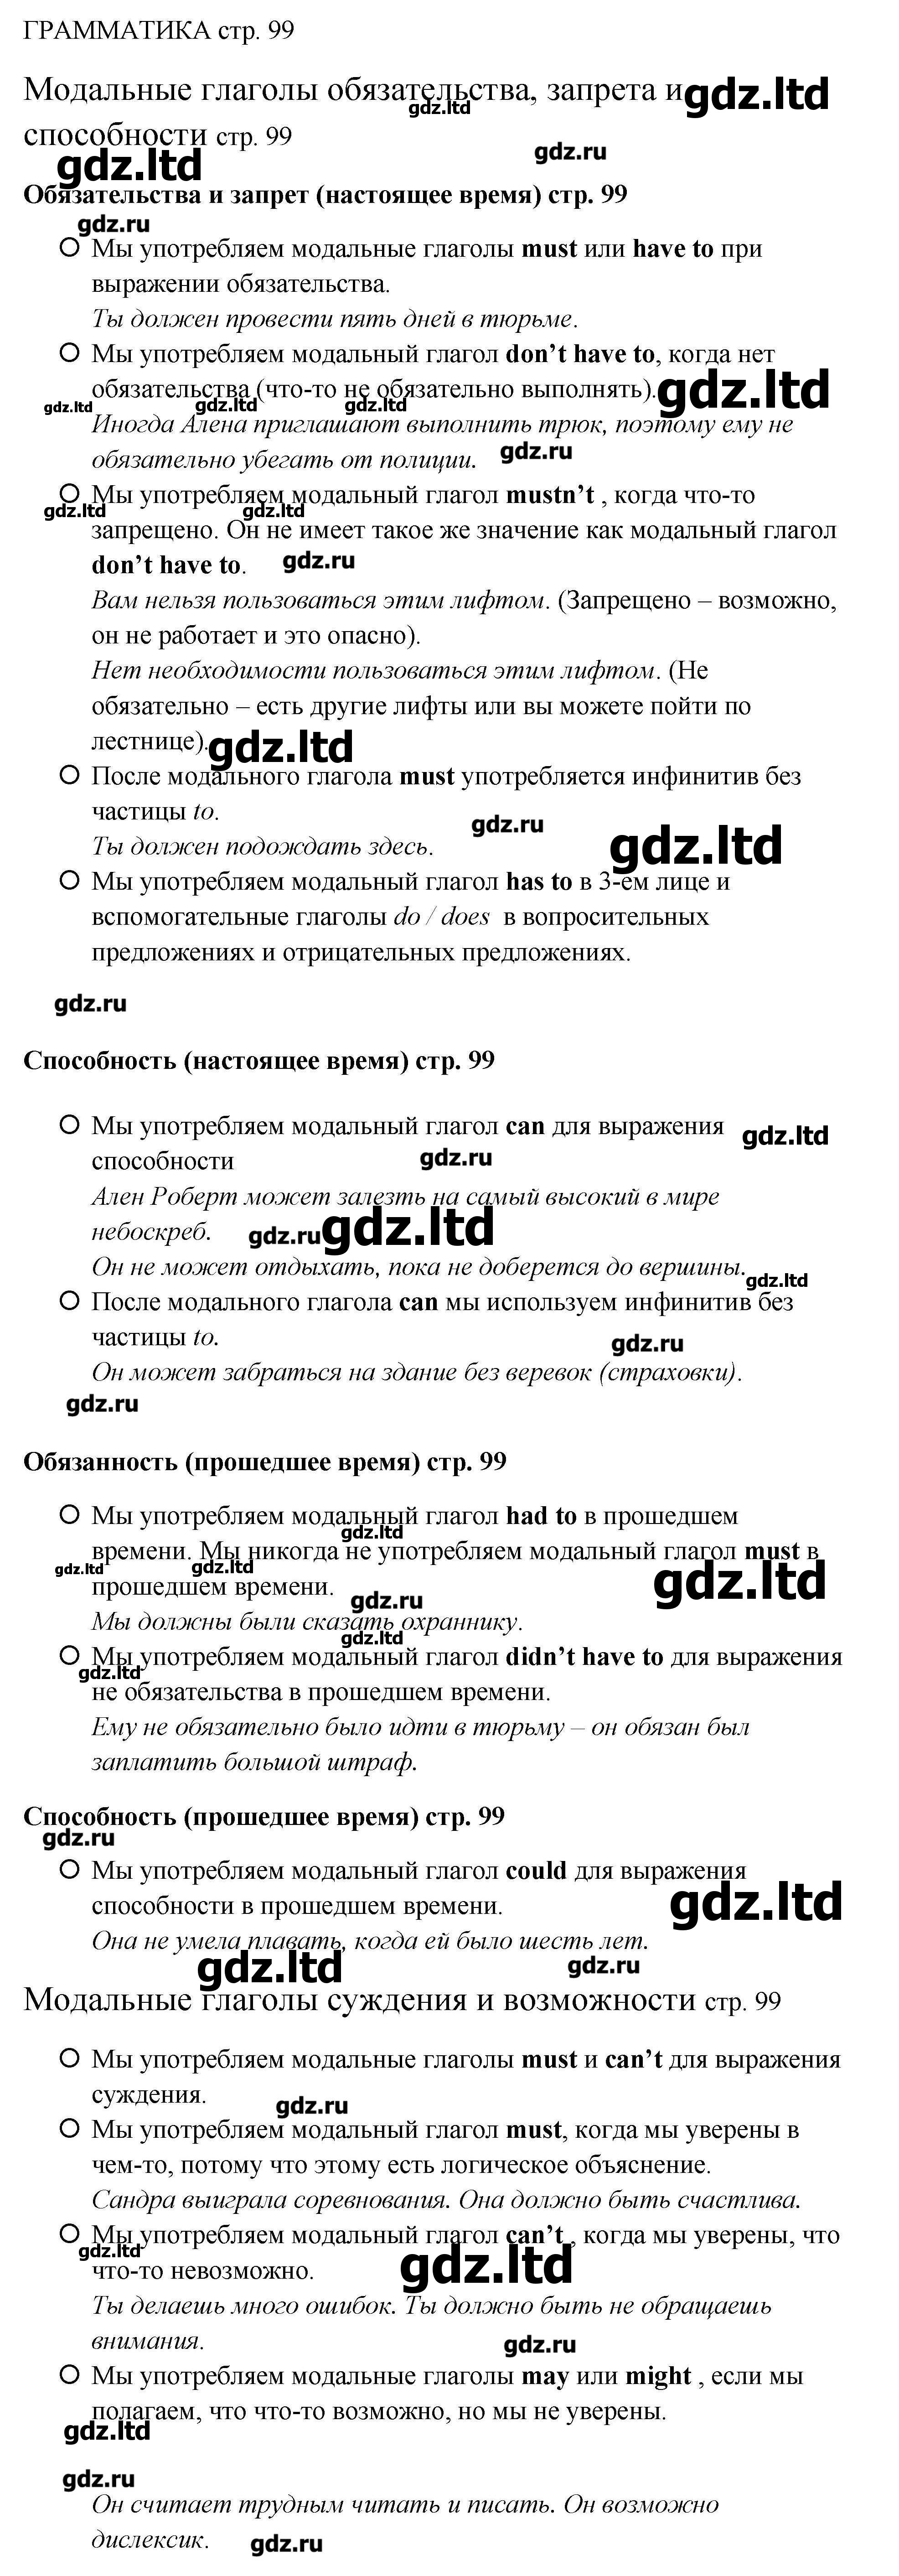 ГРАММАТИКА стр. 99
Модальные глаголы обязательства, запрета и
gdz.ltd
gdz.ltd
способности стр. 99
gdz.ltd
gdz.ru
Обязательства и запрет (настоящее время) стр. 99
gdz.ru
Мы употребляем модальные глаголы must или have to при
выражении обязательства.
Ты должен провести пять дней в тюрьме.
Мы употребляем модальный глагол don’t have to, когда нет
обязательства (что-то не обязательно выполнять).
gdz.ltd
gdz.ltd
gdz.ltd
gdz.ltd
Иногда Алена приглашают выполнить трюк, поэтому ему не
обязательно убегать от полиции.
gdz.ru
Мы употребляем модальный глагол mustn’t , когда что-то
gdz.ltd
gdz.ltd
запрещено. Он не имеет такое же значение как модальный глагол
don’t have to.
gdz.ru
Вам нельзя пользоваться этим лифтом. (Запрещено – возможно,
он не работает и это опасно).
Нет необходимости пользоваться этим лифтом. (Не
обязательно – есть другие лифты или вы можете пойти по
лестнице).
gdz.ltd
После модального глагола must употребляется инфинитив без
частицы to.
gdz.ru
Ты должен подождать здесь.
gdz.ltd
Мы употребляем модальный глагол has to в 3-ем лице и
вспомогательные глаголы do / does в вопросительных
предложениях и отрицательных предложениях.
gdz.ru
Способность (настоящее время) стр. 99
Мы употребляем модальный глагол can для выражения
gdz.ltd
способности
gdz.ru
Ален Роберт может залезть на самый высокий в мире
небоскреб.
gdz.ru
gdz.ltd
Он не может отдыхать, пока не доберется до вершины.
gdz.ltd
После модального глагола can мы используем инфинитив без
частицы to.
gdz.ru
Он может забраться на здание без веревок (страховки).
gdz.ru
Обязанность (прошедшее время) стр. 99
Мы употребляем модальный глагол had to в прошедшем
gdz.ltd
времени. Мы никогда не употребляем модальный глагол must в
gdz.ltd
gdz.ltd
gdz.ltd
прошедшем времени.
gdz.ru
Мы должны были сказать охраннику.
gdz.ltd
Мы употребляем модальный глагол didn’t have to для выражения
gdz.ltd
не обязательства в прошедшем времени.
Ему не обязательно было идти в тюрьму – он обязан был
заплатить большой штраф.
Способность (прошедшее время) стр. 99
gdz.ru
Мы употребляем модальный глагол could для выражения
способности в прошедшем времени.
gdz.ltd
Она не умела плавать, когда ей было шесть лет.
gdz.ltd
gdz.ru
Модальные глаголы суждения и возможности стр. 99
Мы употребляем модальные глаголы must и can’t для выражения
суждения.
gdz.ru
Мы употребляем модальный глагол must, когда мы уверены в
чем-то, потому что этому есть логическое объяснение.
Сандра выиграла соревнования. Она должно быть счастлива.
Мы употребляем модальный глагол can’t , когда мы уверены, что
gdz.ltd
что-то невозможно.
gdz.ltd
Ты делаешь много ошибок. Ты должно быть не обращаешь
внимания.
gdz.ru
Мы употребляем модальные глаголы may или might , если мы
полагаем, что что-то возможно, но мы не уверены.
gdz.ltd
gdz.ru
Он считает трудным читать и писать. Он возможно
дислексик.
gdz.ru